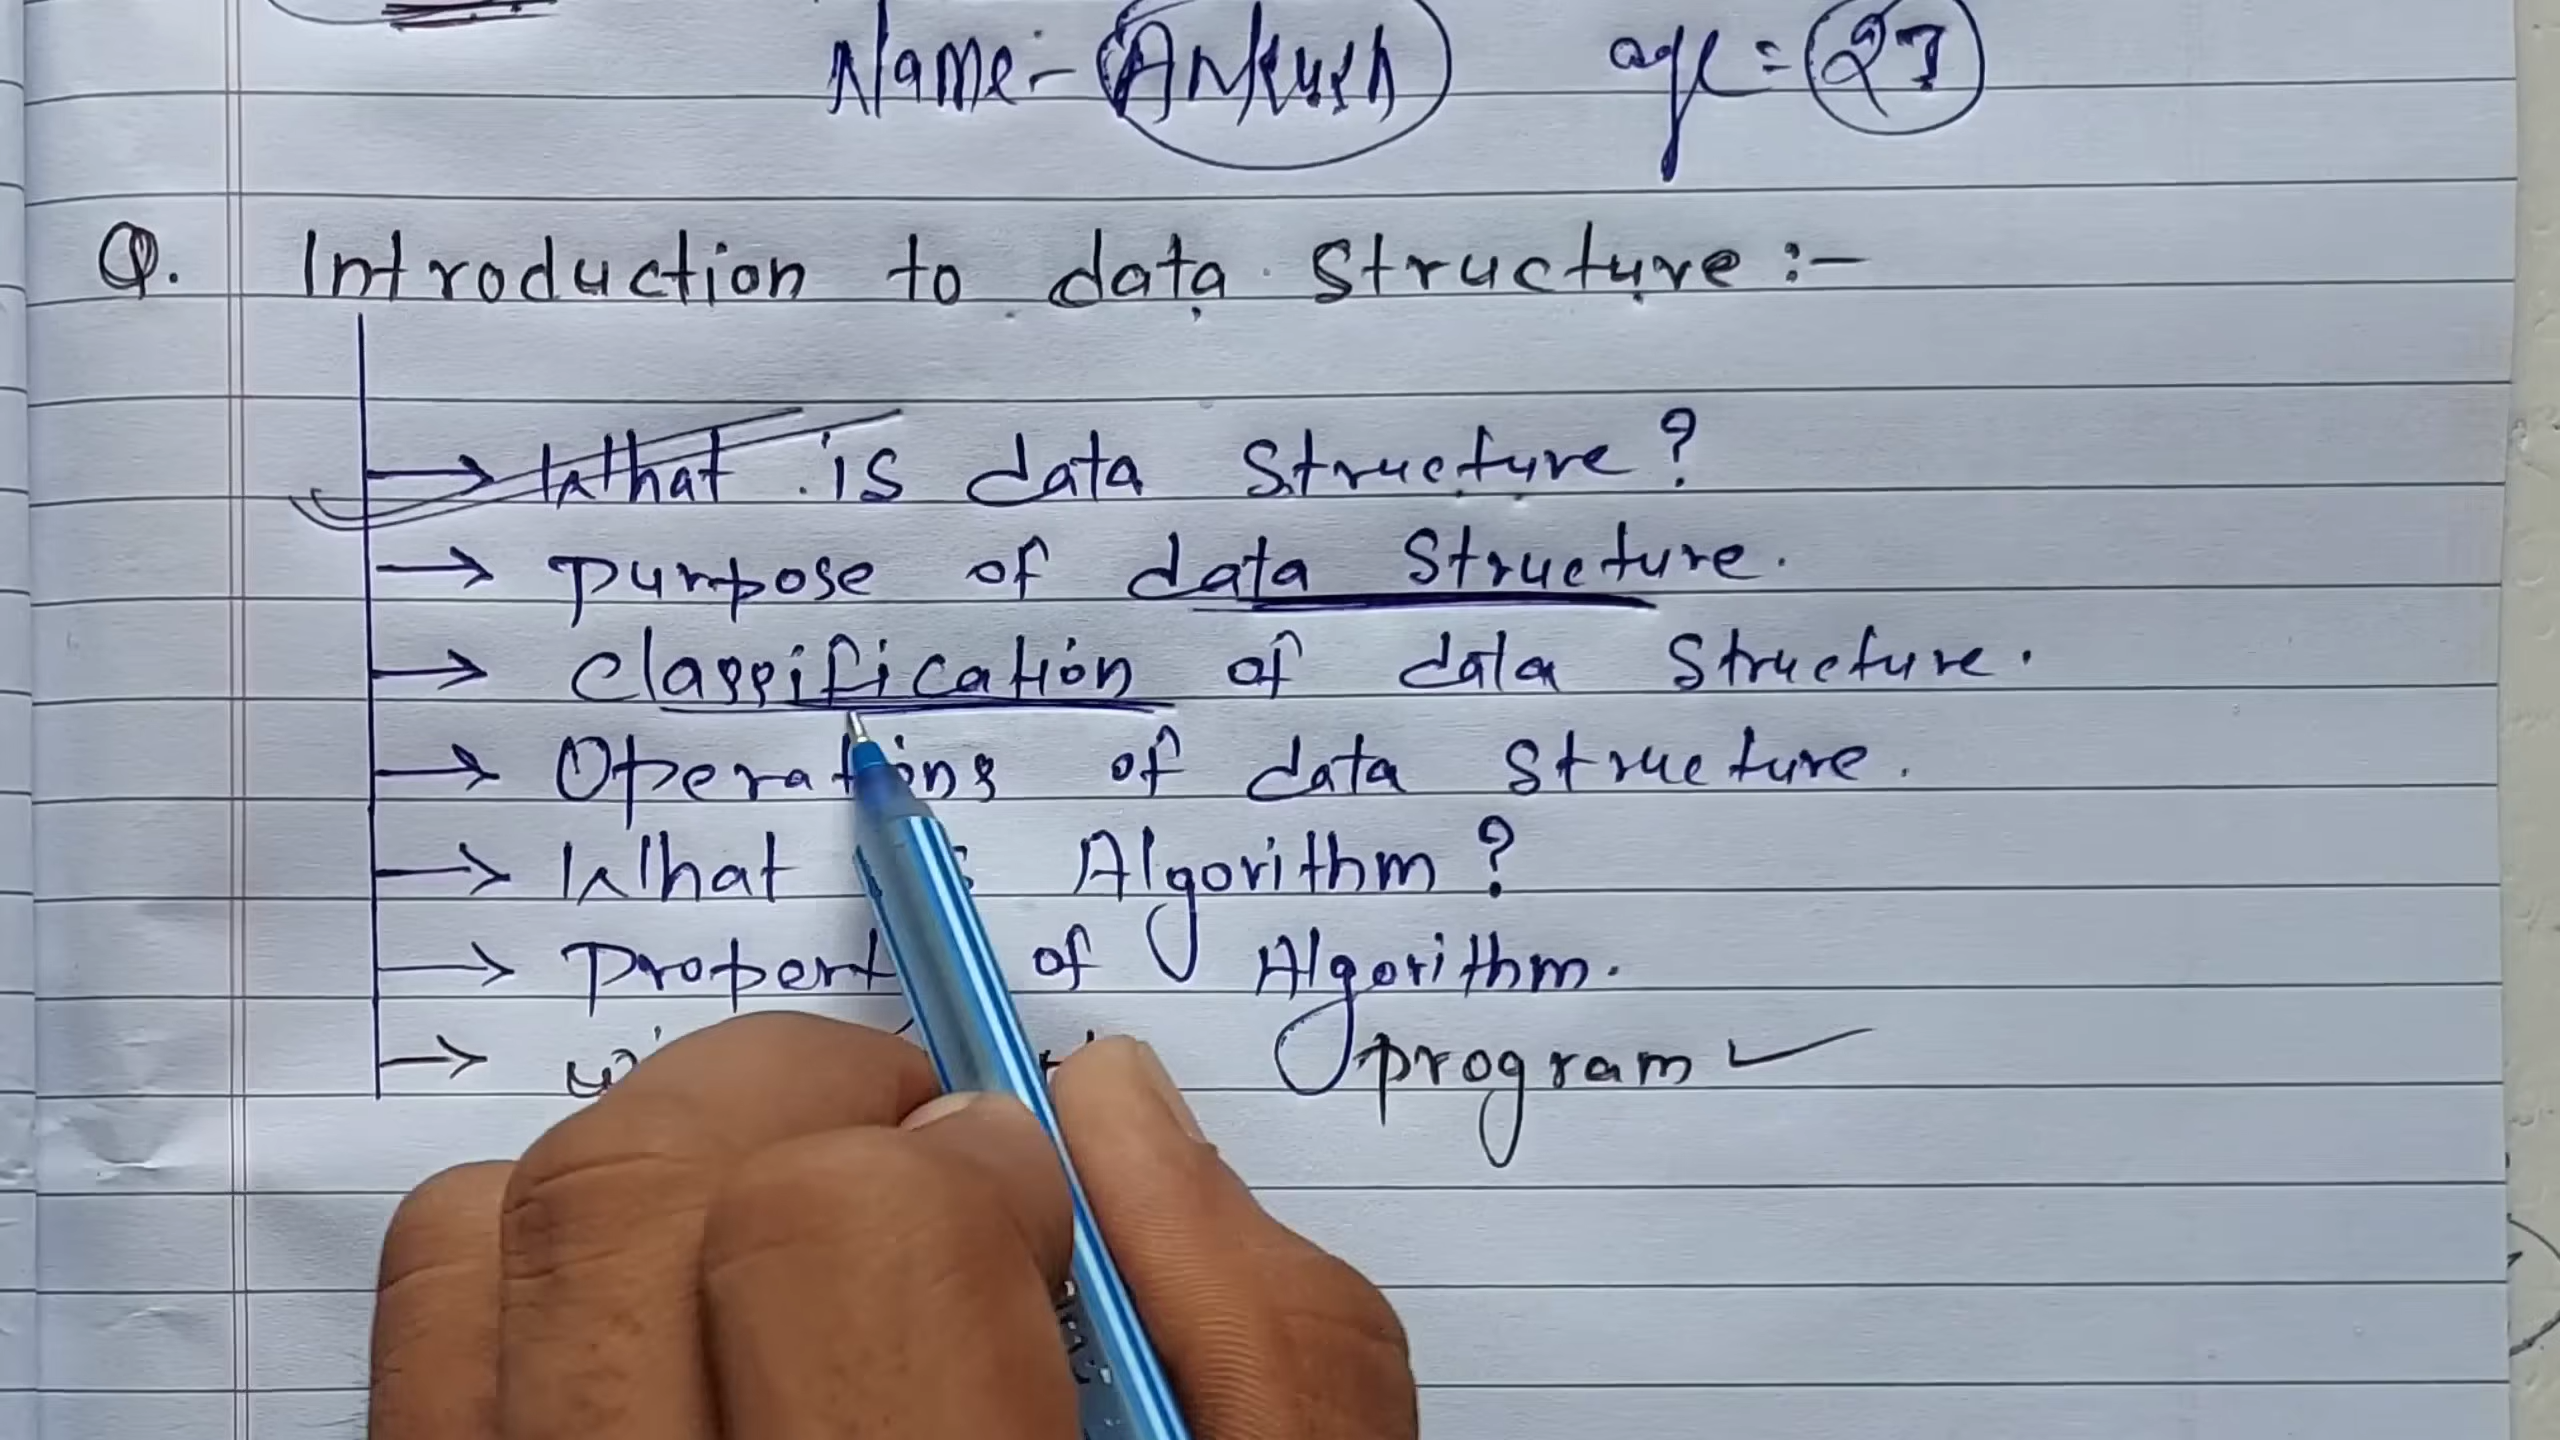 Name:- Ankush age = 27
Q. Introduction to data structure :-
→ What is data structure?
→ Purpose of data structure.
→ Classification of data structure.
→ Operations of data structure.
→ What is Algorithm?
→ of Algorithm.
→ program ✓